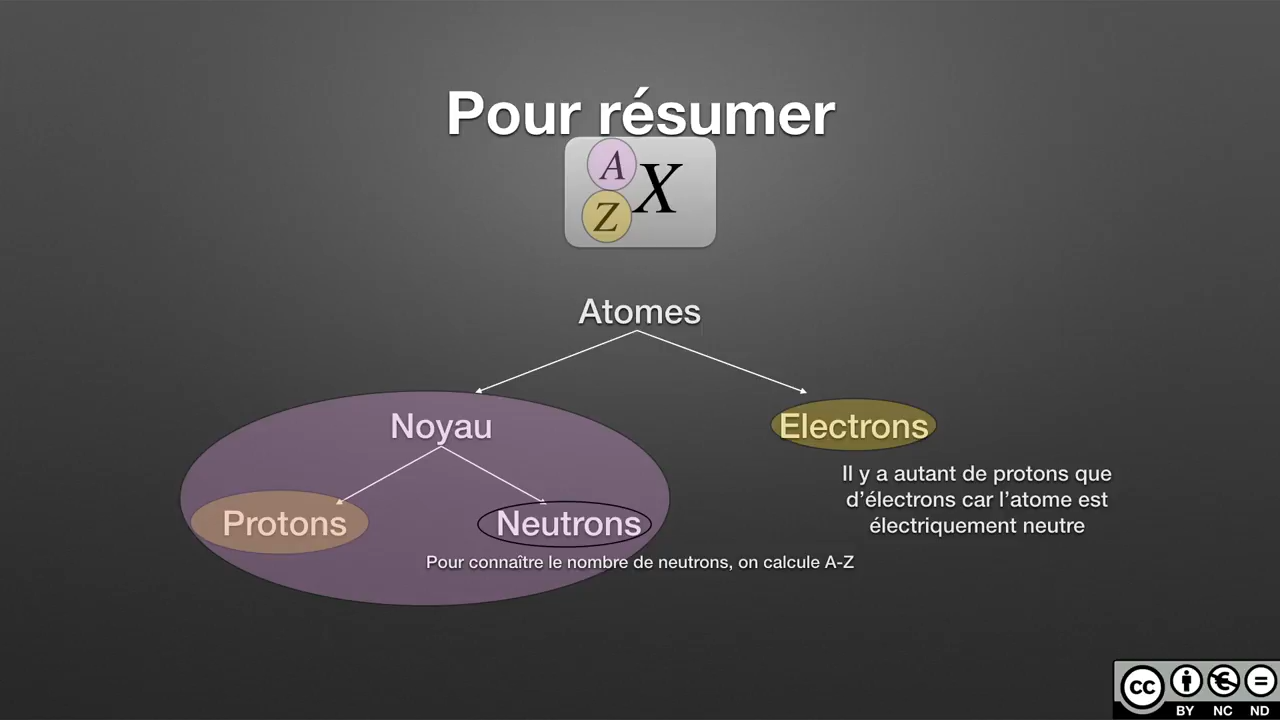 Pour résumer
A
X
Z
Atomes
Noyau
Electrons
Il y a autant de protons que
d’électrons car l’atome est
électriquement neutre
Protons
Neutrons
Pour connaître le nombre de neutrons, on calcule A-Z
cc
BY NC ND